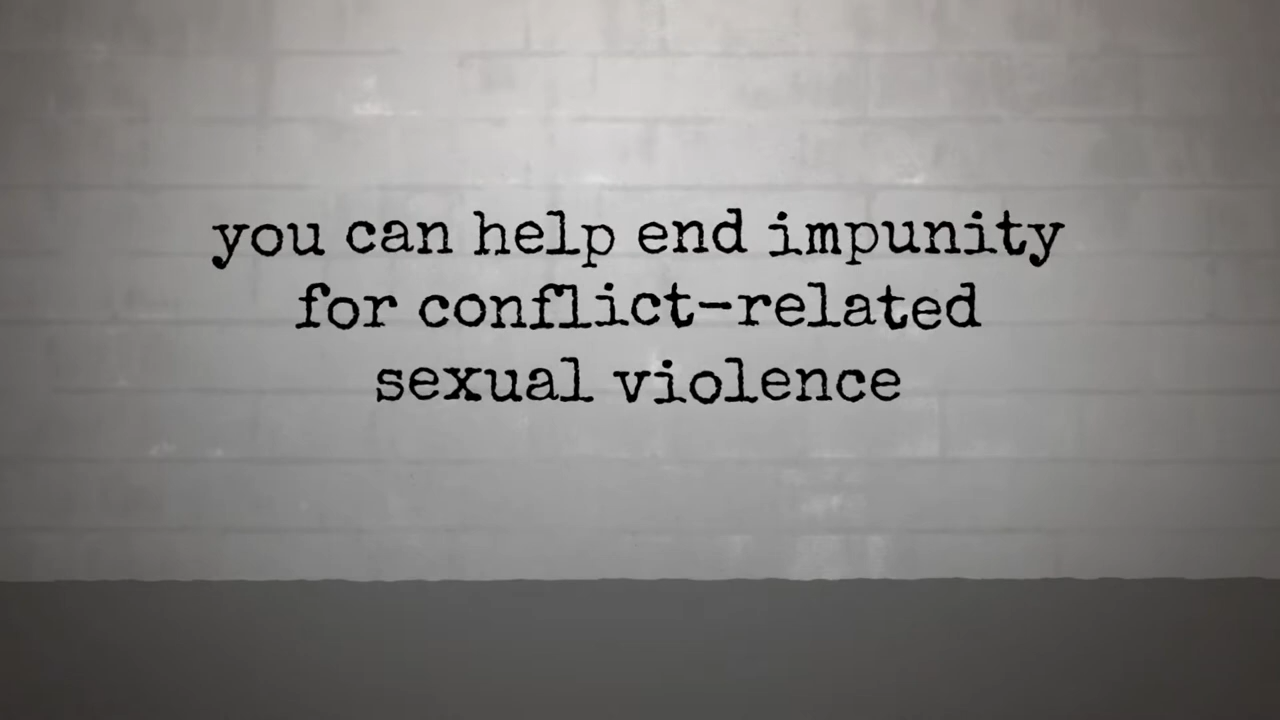 you can help end impunity
for conflict-related
sexual violence